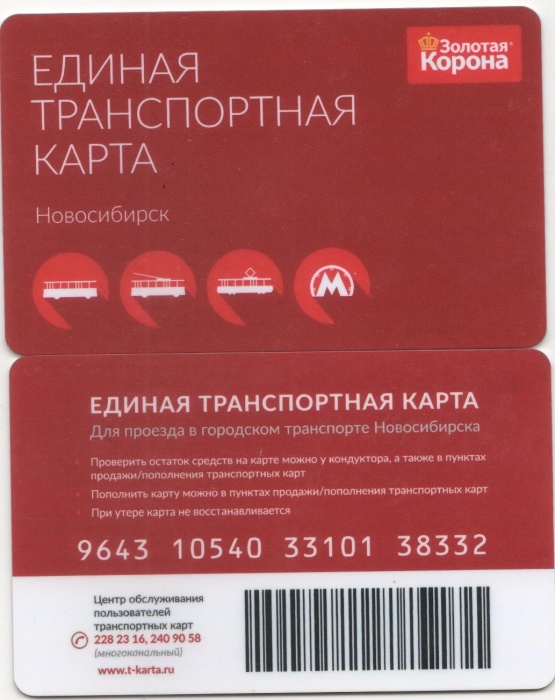 Золотая
Корона
ЕДИНАЯ
ТРАНСПОРТНАЯ
КАРТА
Новосибирск
М
ЕДИНАЯ ТРАНСПОРТНАЯ КАРТА
Для проезда в городском транспорте Новосибирска
Проверить остаток средств на карте можно у кондуктора, а также в пунктах
продажи/пополнения транспортных карт
Пополнить карту можно в пунктах продажи/пополнения транспортных карт
При утере карта не восстанавливается
9643 10540 33101 38332
Центр обслуживания
пользователей
транспортных карт
228 23 16, 240 90 58
(многоканальный)
www.t-karta.ru